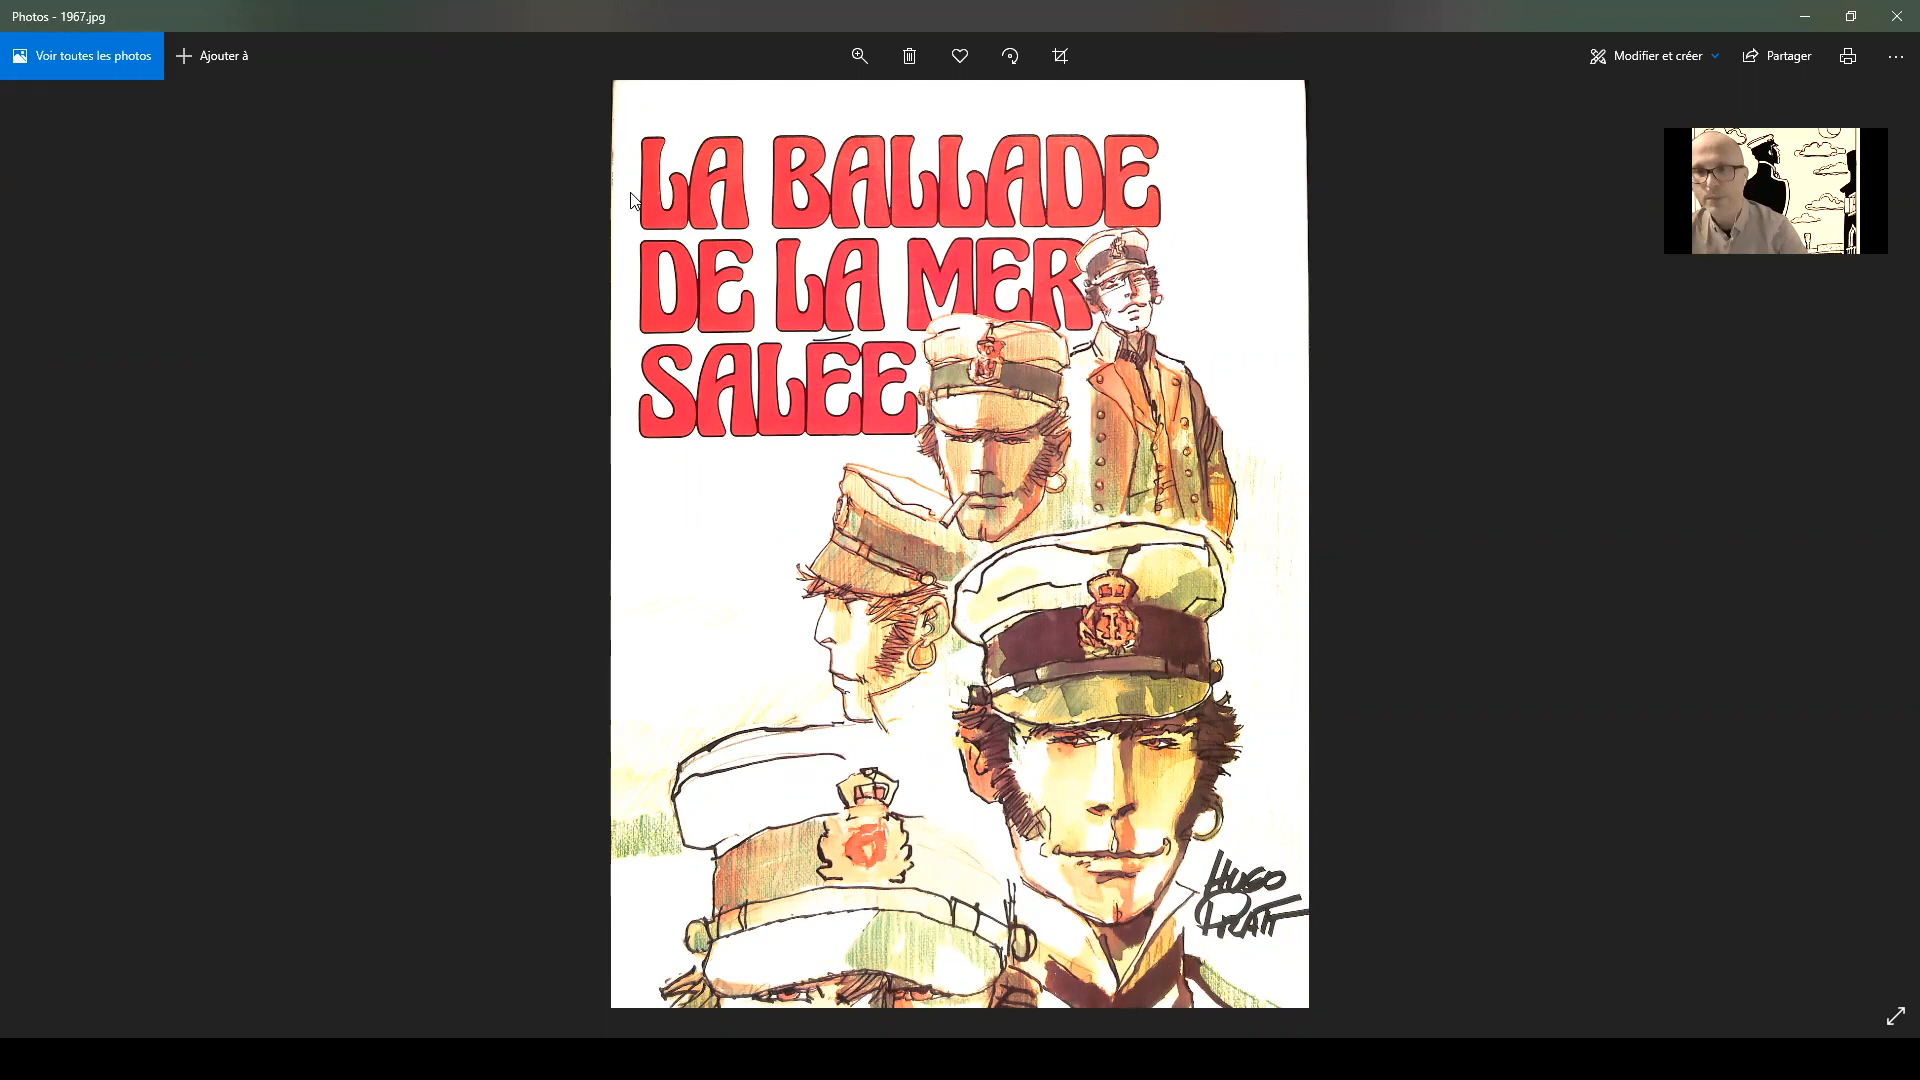 Photos - 1967.jpg
Voir toutes les photos
Ajouter à
Modifier et créer
Partager
LA BALLADE
DE LA MER
SALÉE
HUGO
PRATT